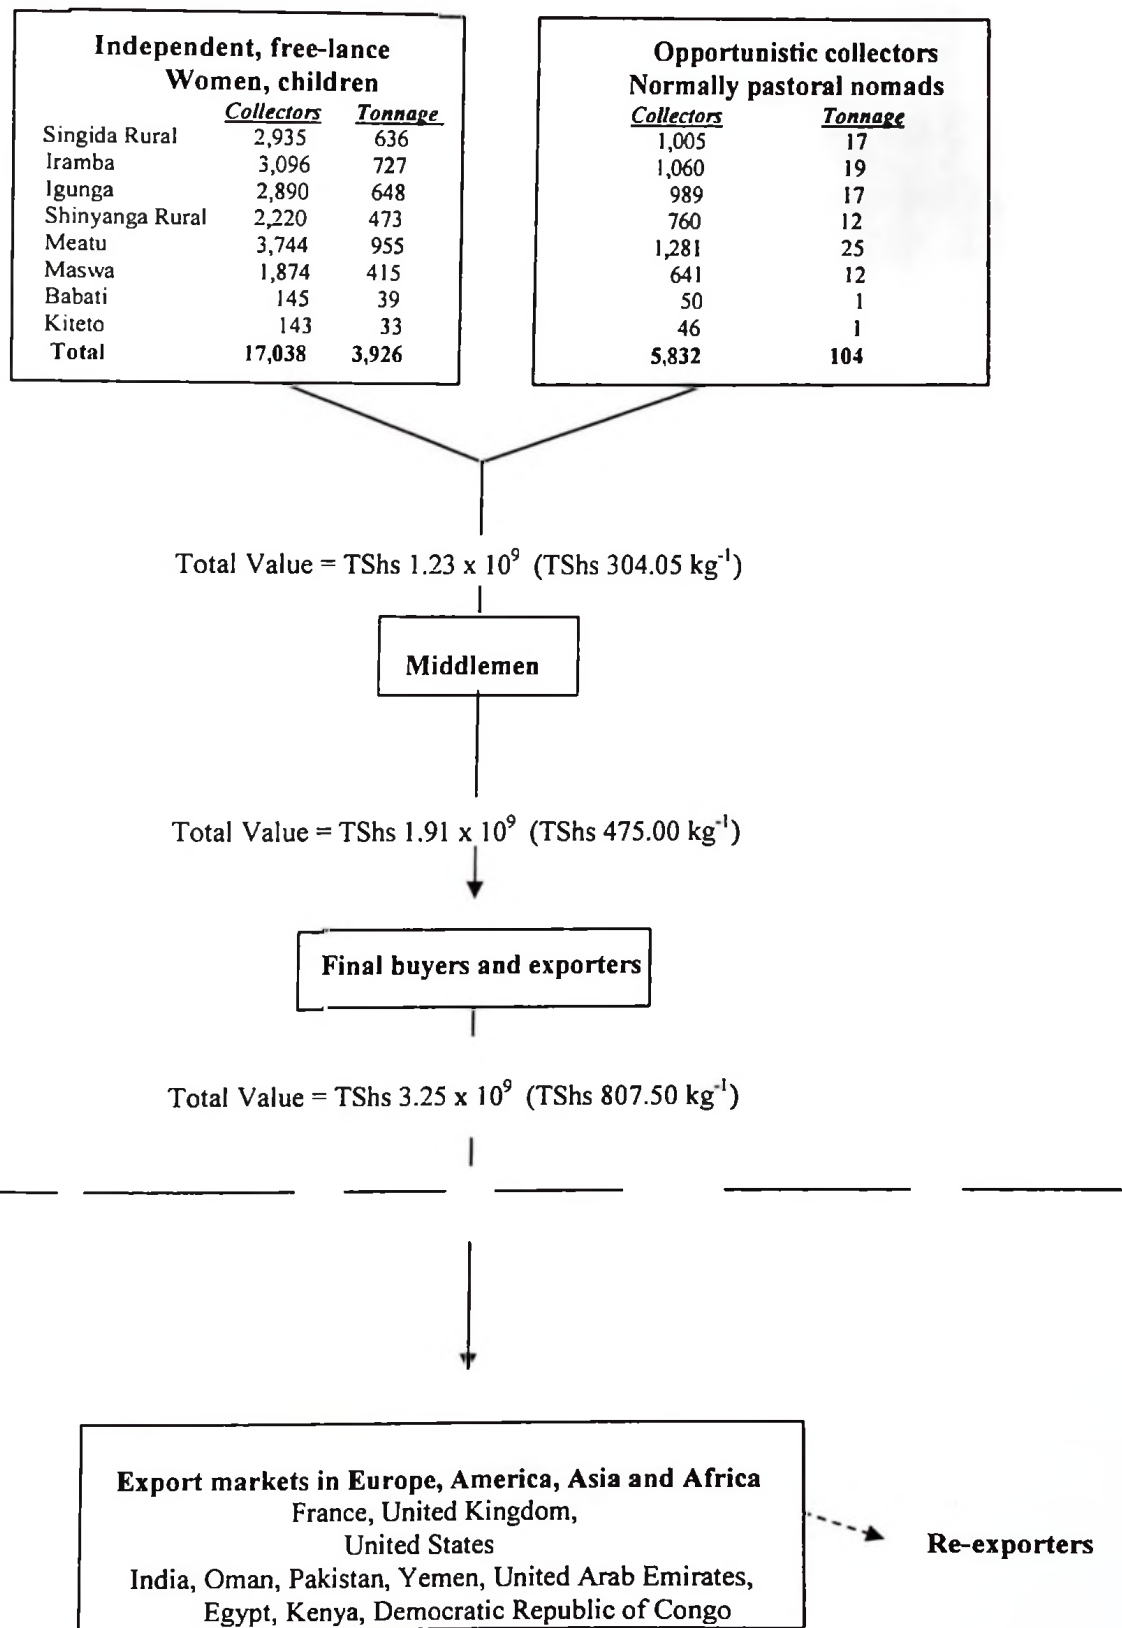 Independent, free-lance
Women, children
Collectors Tonnage
Singida Rural 2,935 636
Iramba 3,096 727
Igunga 2,890 648
Shinyanga Rural 2,220 473
Meatu 3,744 955
Maswa 1,874 415
Babati 145 39
Kiteto 143 33
Total 17,038 3,926
Opportunistic collectors
Normally pastoral nomads
Collectors Tonnage
1,005 17
1,060 19
989 17
760 12
1,281 25
641 12
50 1
46 1
5,832 104
Total Value = TShs 1.23 x 10⁹ (TShs 304.05 kg⁻¹)
Middlemen
Total Value = TShs 1.91 x 10⁹ (TShs 475.00 kg⁻¹)
Final buyers and exporters
Total Value = TShs 3.25 x 10⁹ (TShs 807.50 kg⁻¹)
Export markets in Europe, America, Asia and Africa
France, United Kingdom,
United States
India, Oman, Pakistan, Yemen, United Arab Emirates,
Egypt, Kenya, Democratic Republic of Congo
Re-exporters